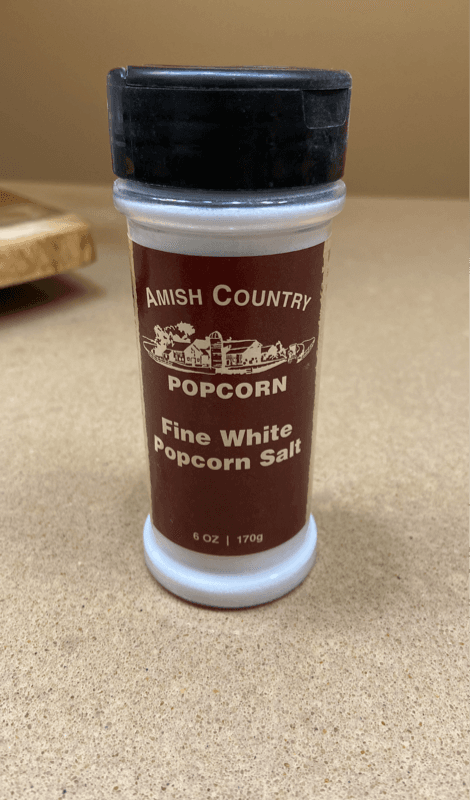 AMISH COUNTRY
POPCORN
Fine White
Popcorn Salt
6 OZ | 170g